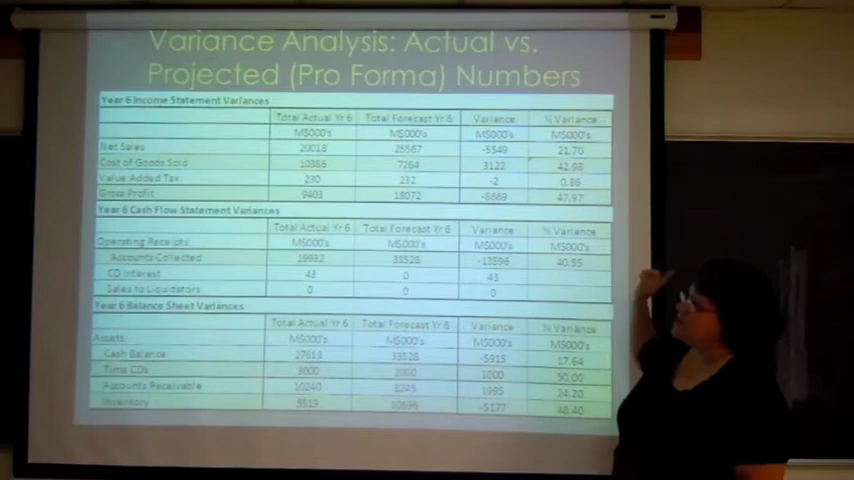 Variance Analysis: Actual vs.
Projected (Pro Forma) Numbers
Year 6 Income Statement Variances
Total Actual Yr 6 Total Forecast Yr 6 Variance % Variance
M$000's M$000's M$000's M$000's
Net Sales 20018 25567 -5549 21.70
Cost of Goods Sold 10386 7264 3122 42.98
Value Added Tax 230 232 -2 0.86
Gross Profit 9403 18072 -8669 47.97
Year 6 Cash Flow Statement Variances
Total Actual Yr 6 Total Forecast Yr 6 Variance % Variance
Operating Receipts M$000's M$000's M$000's M$000's
Accounts Collected 19932 33528 -13596 40.55
CD Interest 43 0 43
Sales to Liquidators 0 0 0
Year 6 Balance Sheet Variances
Total Actual Yr 6 Total Forecast Yr 6 Variance % Variance
Assets M$000's M$000's M$000's M$000's
Cash Balance 27613 33528 -5915 17.64
Time CDs 3000 2000 1000 50.00
Accounts Receivable 10240 8245 1995 24.20
Inventory 5519 10696 -5177 48.40